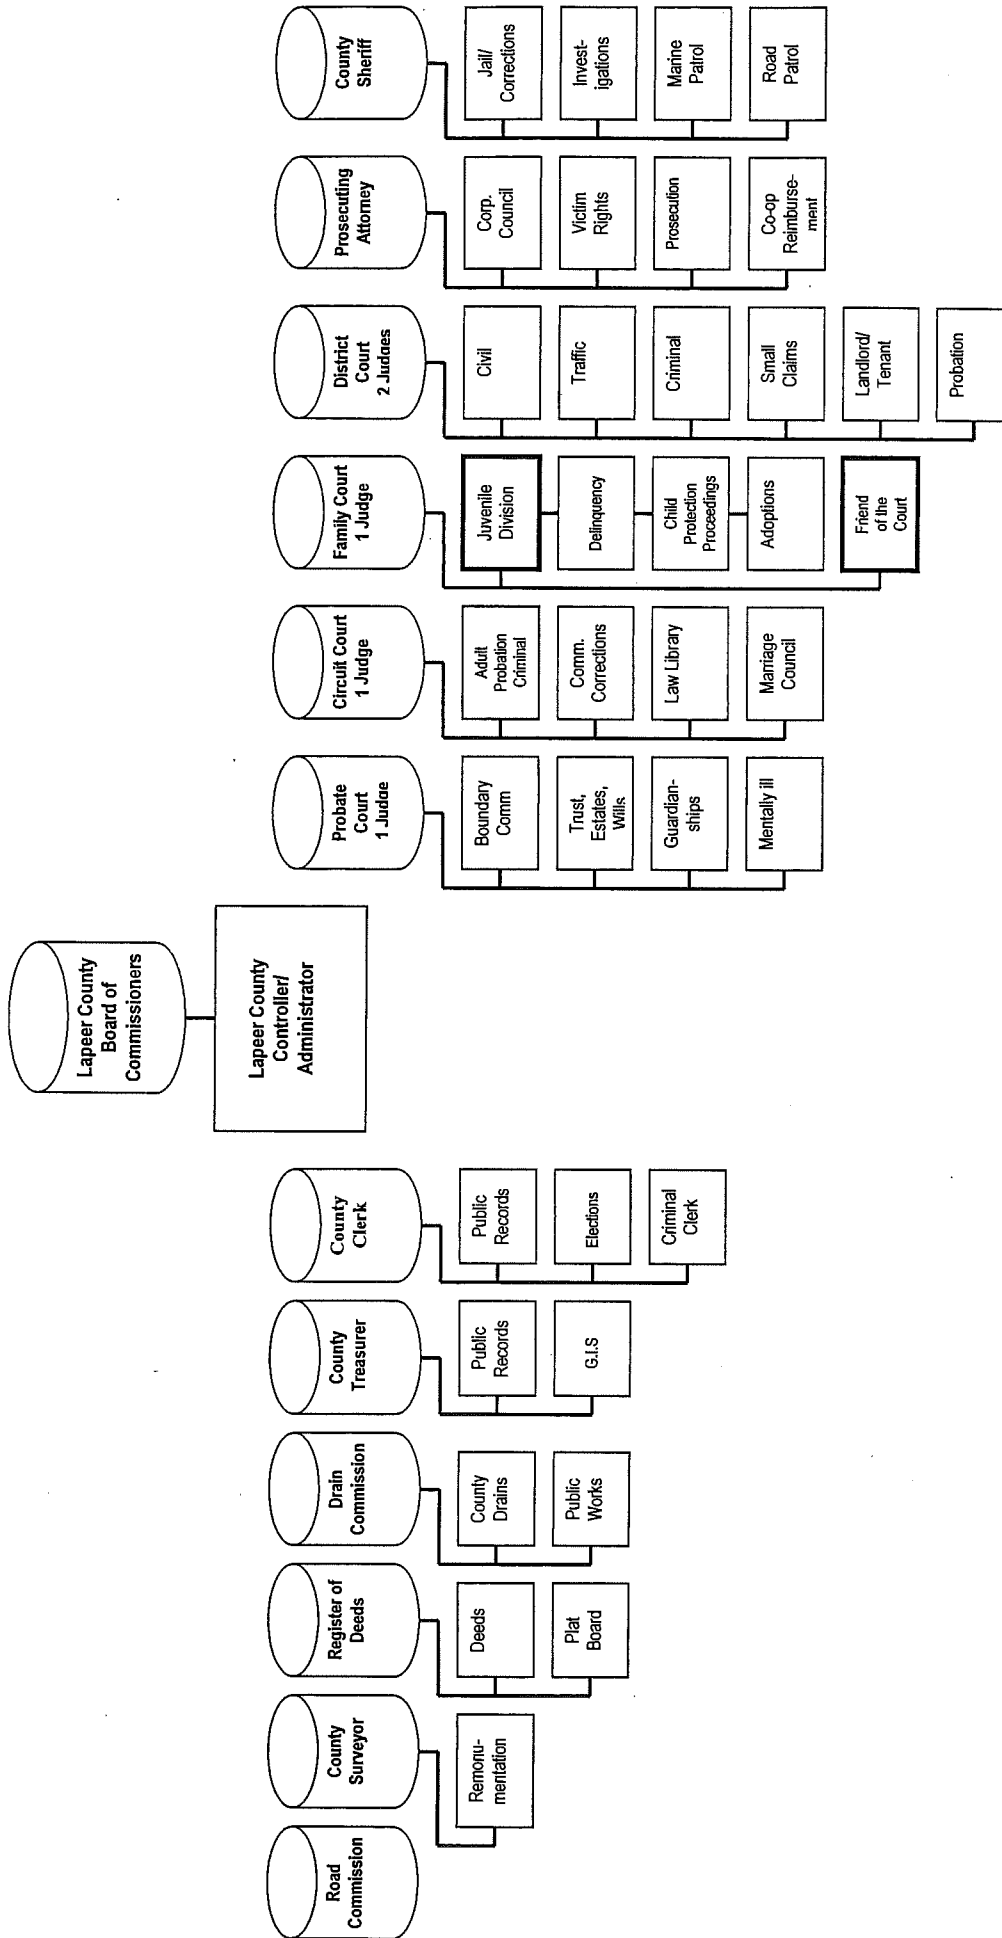 Lapeer County
Board of
Commissioners
Lapeer County
Controller/
Administrator
Road
Commission
County
Surveyor
Remonu-
mentation
Register of
Deeds
Deeds
Plat
Board
Drain
Commission
County
Drains
Public
Works
County
Treasurer
Public
Records
G.I.S
County
Clerk
Public
Records
Elections
Criminal
Clerk
Probate
Court
1 Judge
Boundary
Comm
Trust,
Estates,
Wills
Guardian-
ships
Mentally ill
Circuit Court
1 Judge
Adult
Probation
Criminal
Comm.
Corrections
Law Library
Marriage
Council
Family Court
1 Judge
Juvenile
Division
Delinquency
Child
Protection
Proceedings
Adoptions
Friend
of the
Court
District
Court
2 Judges
Civil
Traffic
Criminal
Small
Claims
Landlord/
Tenant
Probation
Prosecuting
Attorney
Corp.
Council
Victim
Rights
Prosecution
Co-op
Reimburse-
ment
County
Sheriff
Jail/
Corrections
Invest-
igations
Marine
Patrol
Road
Patrol